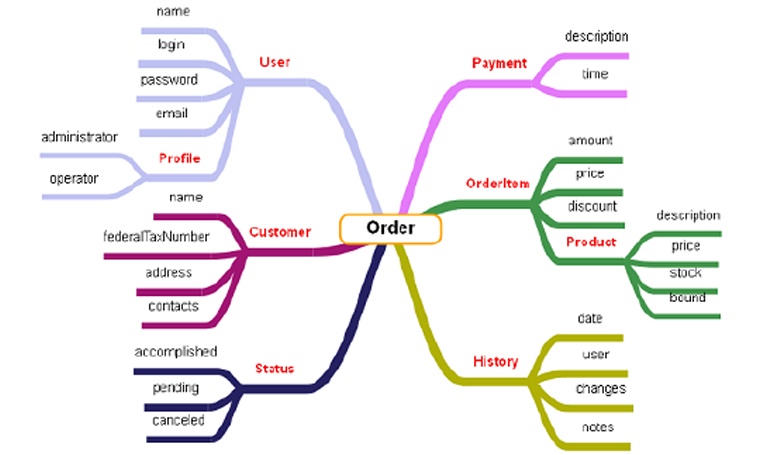 Order
User
name
login
password
email
Profile
administrator
operator
Customer
name
federalTaxNumber
address
contacts
Status
accomplished
pending
canceled
Payment
description
time
OrderItem
amount
price
discount
Product
description
price
stock
bound
History
date
user
changes
notes